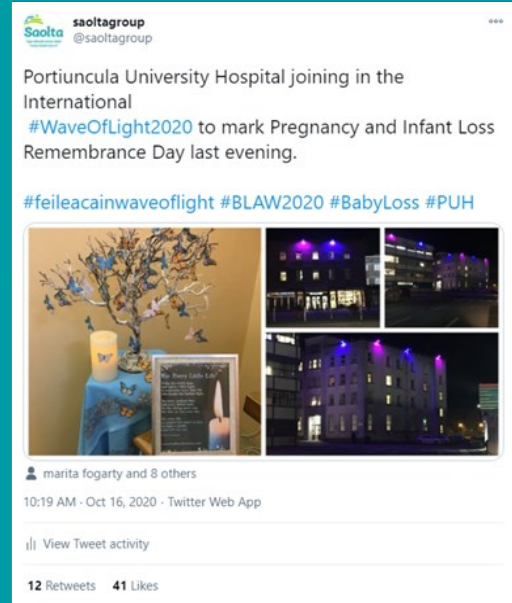 Saolta
saoltagroup
@saoltagroup
Portiuncula University Hospital joining in the
International
#WaveOfLight2020 to mark Pregnancy and Infant Loss
Remembrance Day last evening.
#feileacainwaveoflight #BLAW2020 #BabyLoss #PUH
marita fogarty and 8 others
10:19 AM · Oct 16, 2020 · Twitter Web App
View Tweet activity
12 Retweets 41 Likes